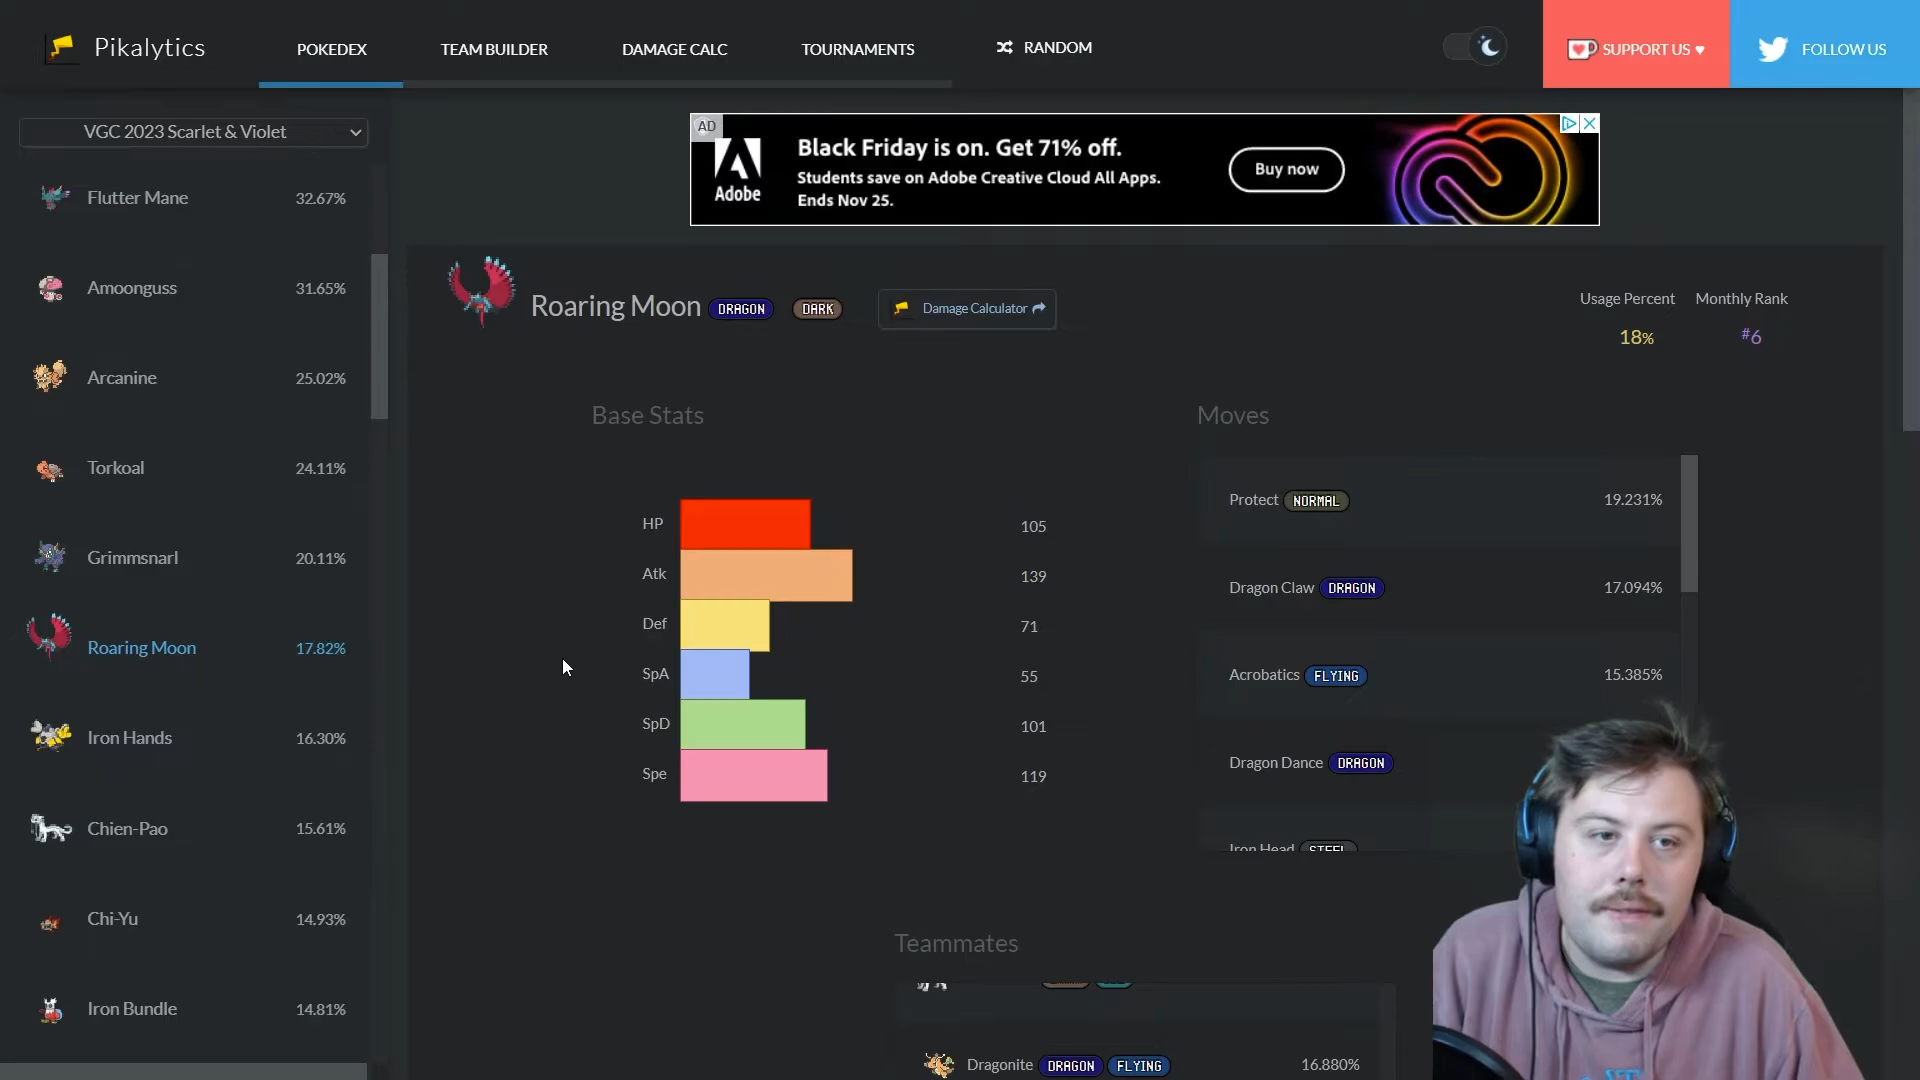 Pikalytics
POKEDEX
TEAM BUILDER
DAMAGE CALC
TOURNAMENTS
RANDOM
SUPPORT US ♥
FOLLOW US
VGC 2023 Scarlet & Violet
Flutter Mane 32.67%
Amoonguss 31.65%
Arcanine 25.02%
Torkoal 24.11%
Grimmsnarl 20.11%
Roaring Moon 17.82%
Iron Hands 16.30%
Chien-Pao 15.61%
Chi-Yu 14.93%
Iron Bundle 14.81%
AD
Adobe
Black Friday is on. Get 71% off.
Students save on Adobe Creative Cloud All Apps.
Ends Nov 25.
Buy now
Roaring Moon DRAGON DARK
Damage Calculator
Usage Percent Monthly Rank
18% #6
Base Stats
HP 105
Atk 139
Def 71
SpA 55
SpD 101
Spe 119
Moves
Protect NORMAL 19.231%
Dragon Claw DRAGON 17.094%
Acrobatics FLYING 15.385%
Dragon Dance DRAGON
Iron Head STEEL
Teammates
Dragonite DRAGON FLYING 16.880%